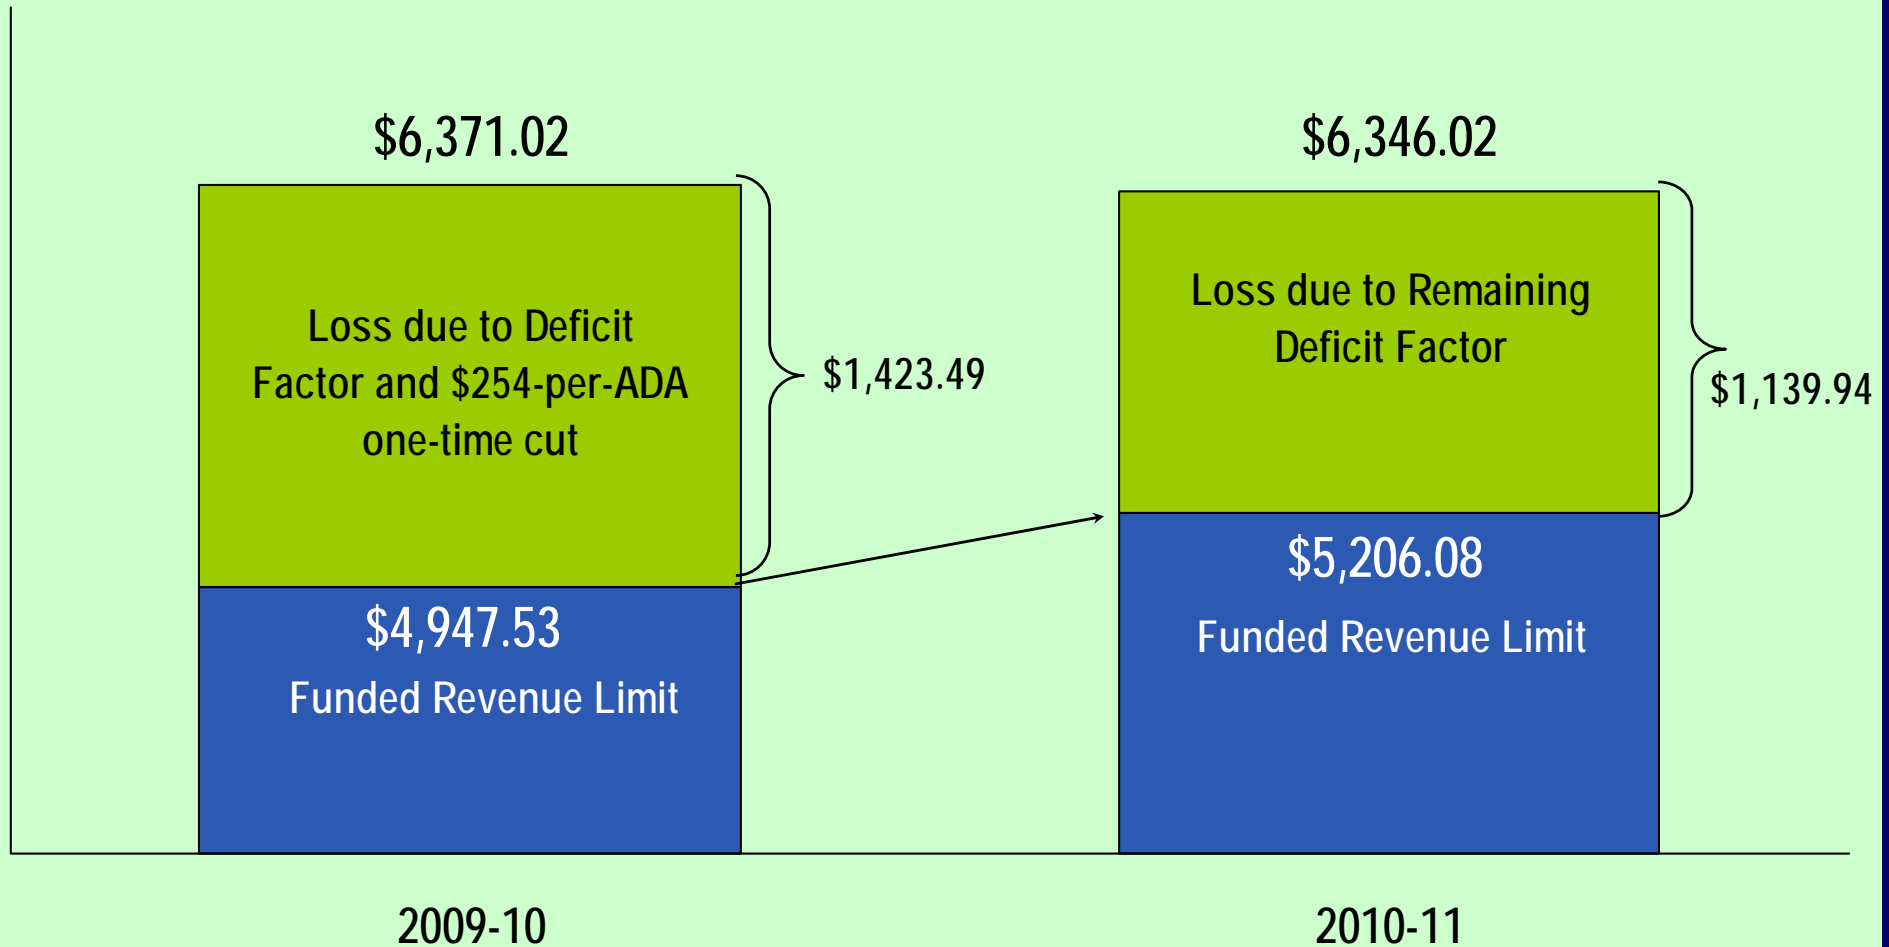 $6,371.02
Loss due to Deficit
Factor and $254-per-ADA
one-time cut
$1,423.49
$4,947.53
Funded Revenue Limit
2009-10
$6,346.02
Loss due to Remaining
Deficit Factor
$1,139.94
$5,206.08
Funded Revenue Limit
2010-11